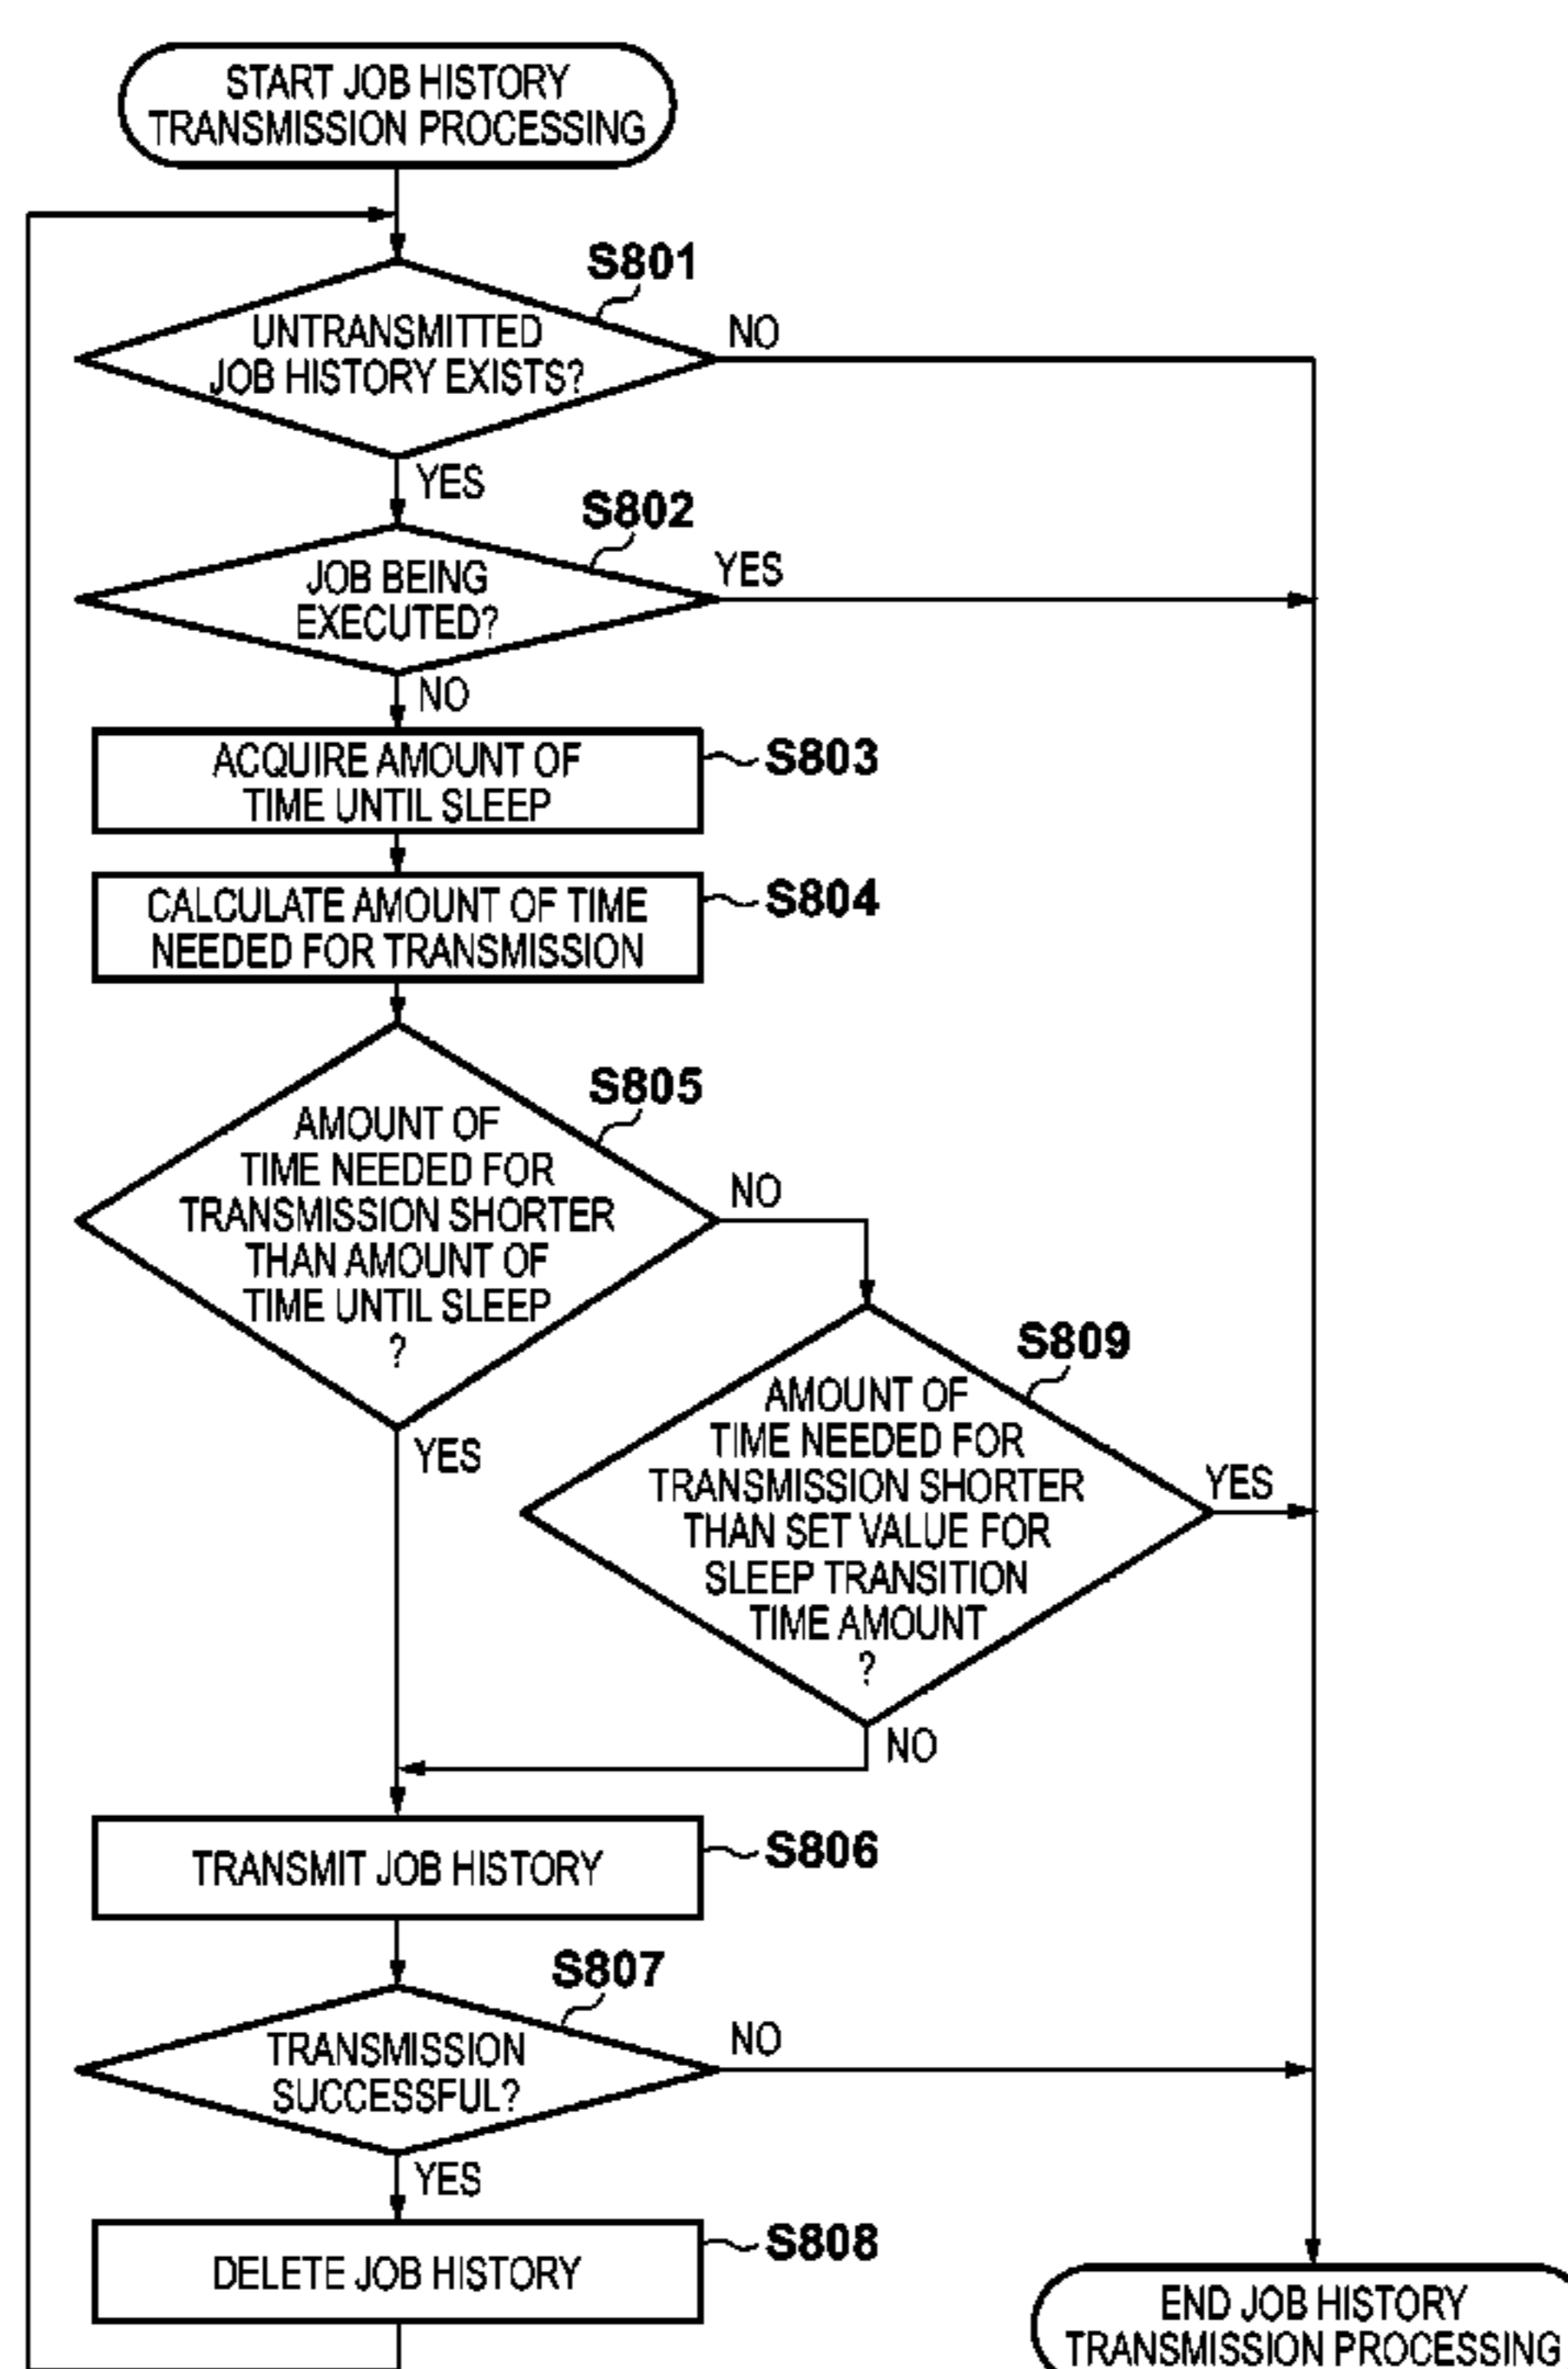 START JOB HISTORY
TRANSMISSION PROCESSING
S801
UNTRANSMITTED
JOB HISTORY EXISTS?
NO
YES
S802
JOB BEING
EXECUTED?
YES
NO
ACQUIRE AMOUNT OF
TIME UNTIL SLEEP
S803
CALCULATE AMOUNT OF TIME
NEEDED FOR TRANSMISSION
S804
S805
AMOUNT OF
TIME NEEDED FOR
TRANSMISSION SHORTER
THAN AMOUNT OF
TIME UNTIL SLEEP
?
NO
YES
S809
AMOUNT OF
TIME NEEDED FOR
TRANSMISSION SHORTER
THAN SET VALUE FOR
SLEEP TRANSITION
TIME AMOUNT
?
YES
NO
TRANSMIT JOB HISTORY
S806
S807
TRANSMISSION
SUCCESSFUL?
NO
YES
DELETE JOB HISTORY
S808
END JOB HISTORY
TRANSMISSION PROCESSING